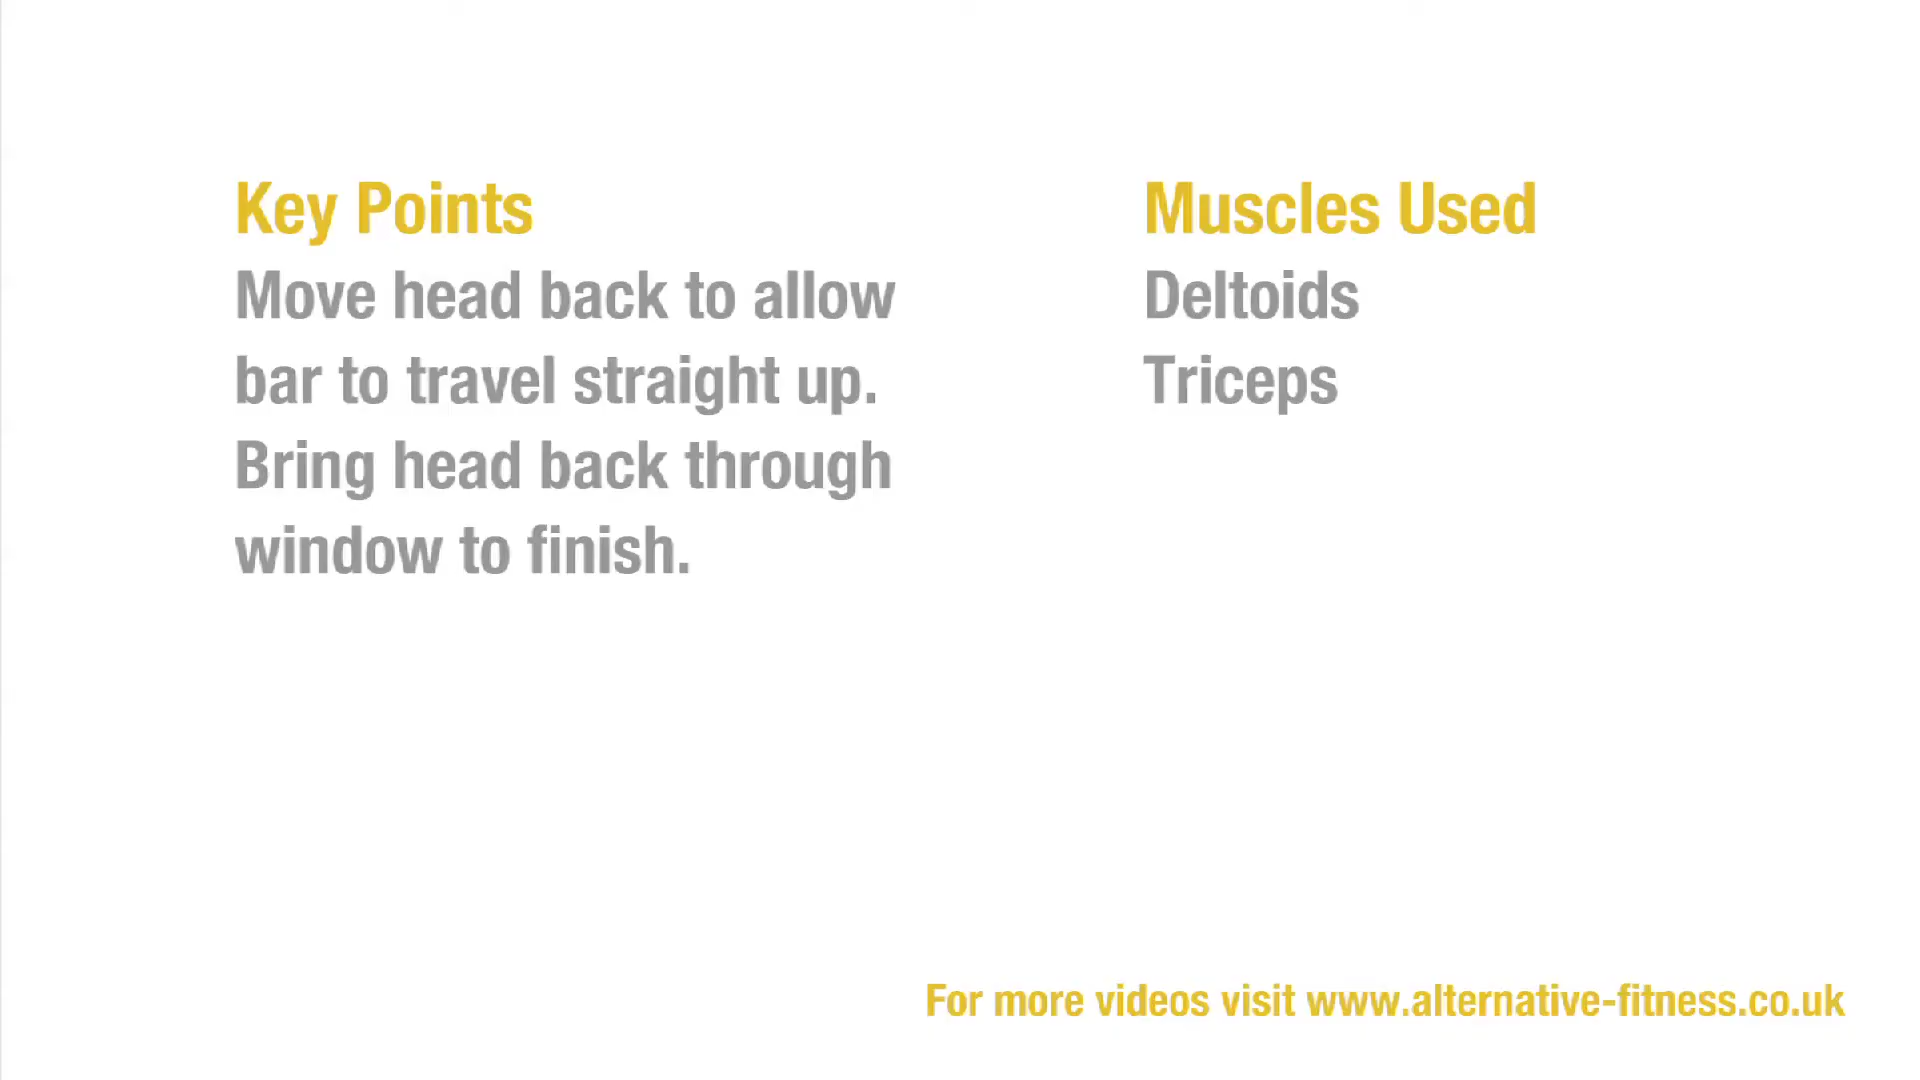 Key Points
Move head back to allow
bar to travel straight up.
Bring head back through
window to finish.
Muscles Used
Deltoids
Triceps
For more videos visit www.alternative-fitness.co.uk